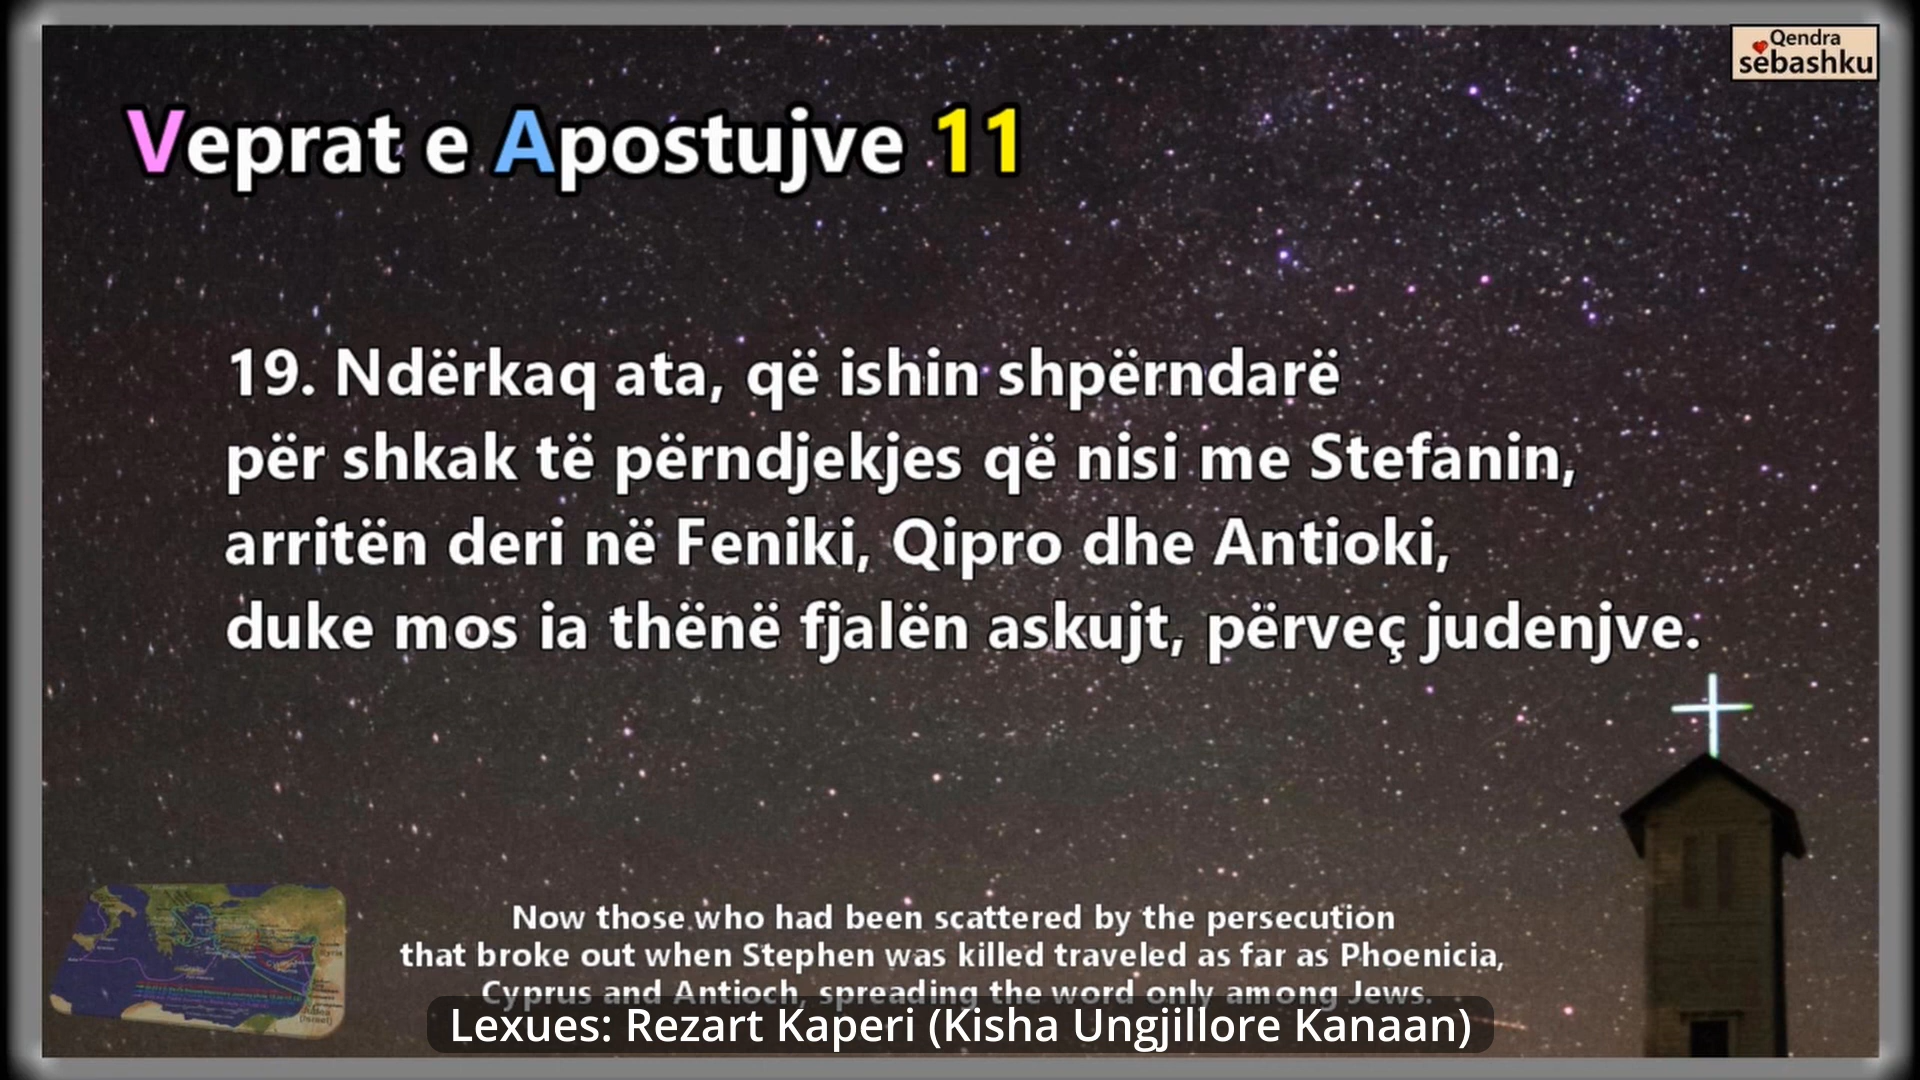 Qendra
sebashku
Veprat e Apostujve 11
19. Ndërkaq ata, që ishin shpërndarë
për shkak të përndjekjes që nisi me Stefanin,
arritën deri në Feniki, Qipro dhe Antioki,
duke mos ia thënë fjalën askujt, përveç judenjve.
Now those who had been scattered by the persecution
that broke out when Stephen was killed traveled as far as Phoenicia,
Cyprus and Antioch, spreading the word only among Jews.
Lexues: Rezart Kaperi (Kisha Ungjillore Kanaan)